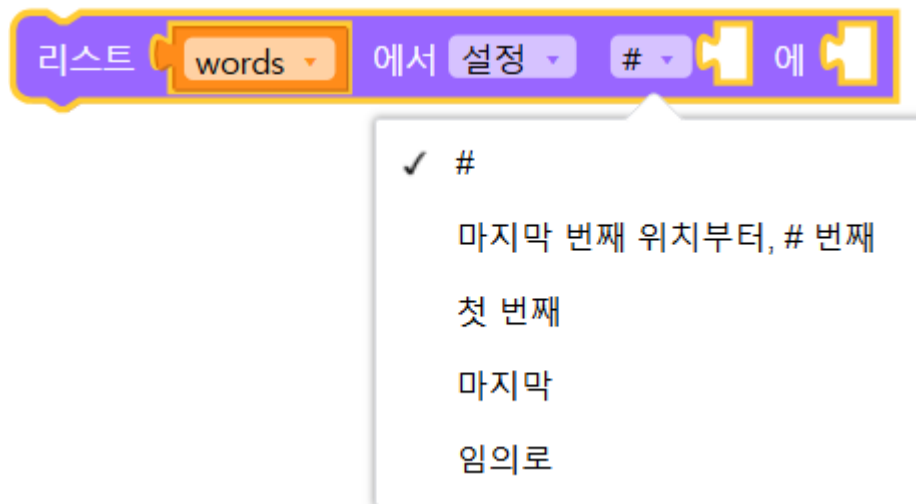 리스트 words 에서 설정 # 에
#
마지막 번째 위치부터, # 번째
첫 번째
마지막
임의로